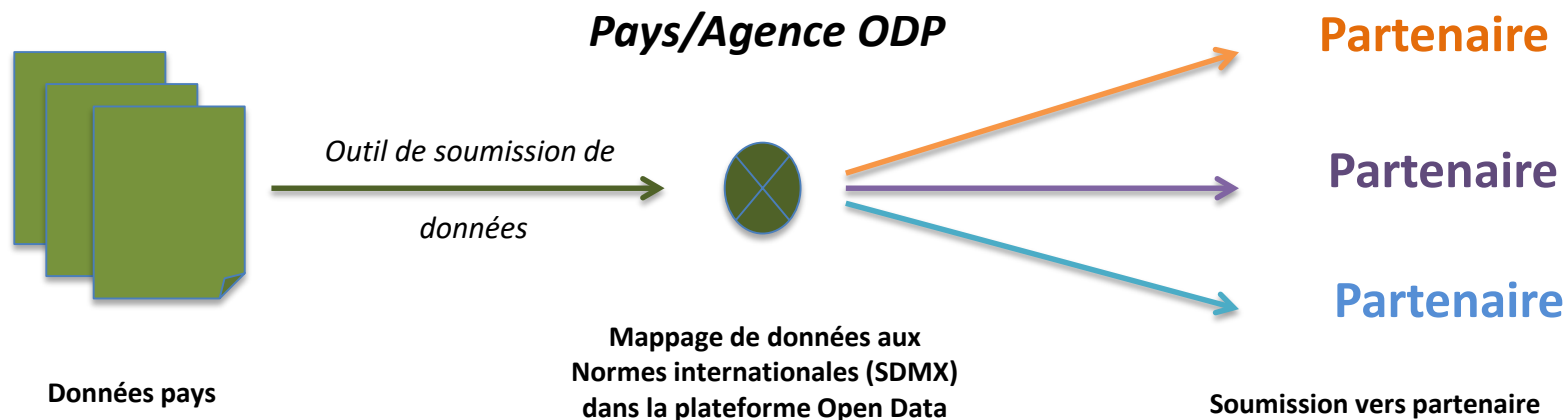 Pays/Agence ODP
Partenaire
Outil de soumission de
données
Partenaire
Partenaire
Données pays
Mappage de données aux
Normes internationales (SDMX)
dans la plateforme Open Data
Soumission vers partenaire